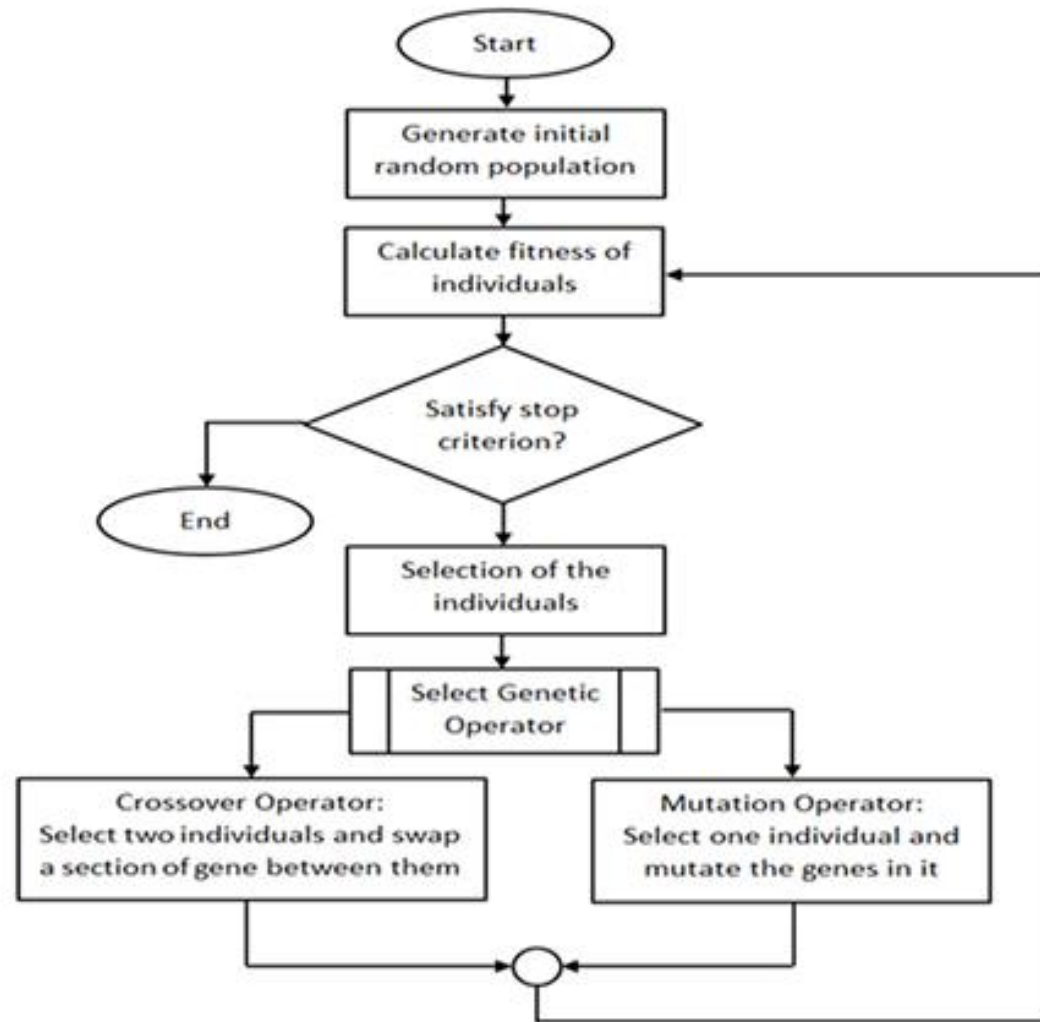 Start
Generate initial
random population
Calculate fitness of
individuals
Satisfy stop
criterion?
End
Selection of the
individuals
Select Genetic
Operator
Crossover Operator:
Select two individuals and swap
a section of gene between them
Mutation Operator:
Select one individual and
mutate the genes in it